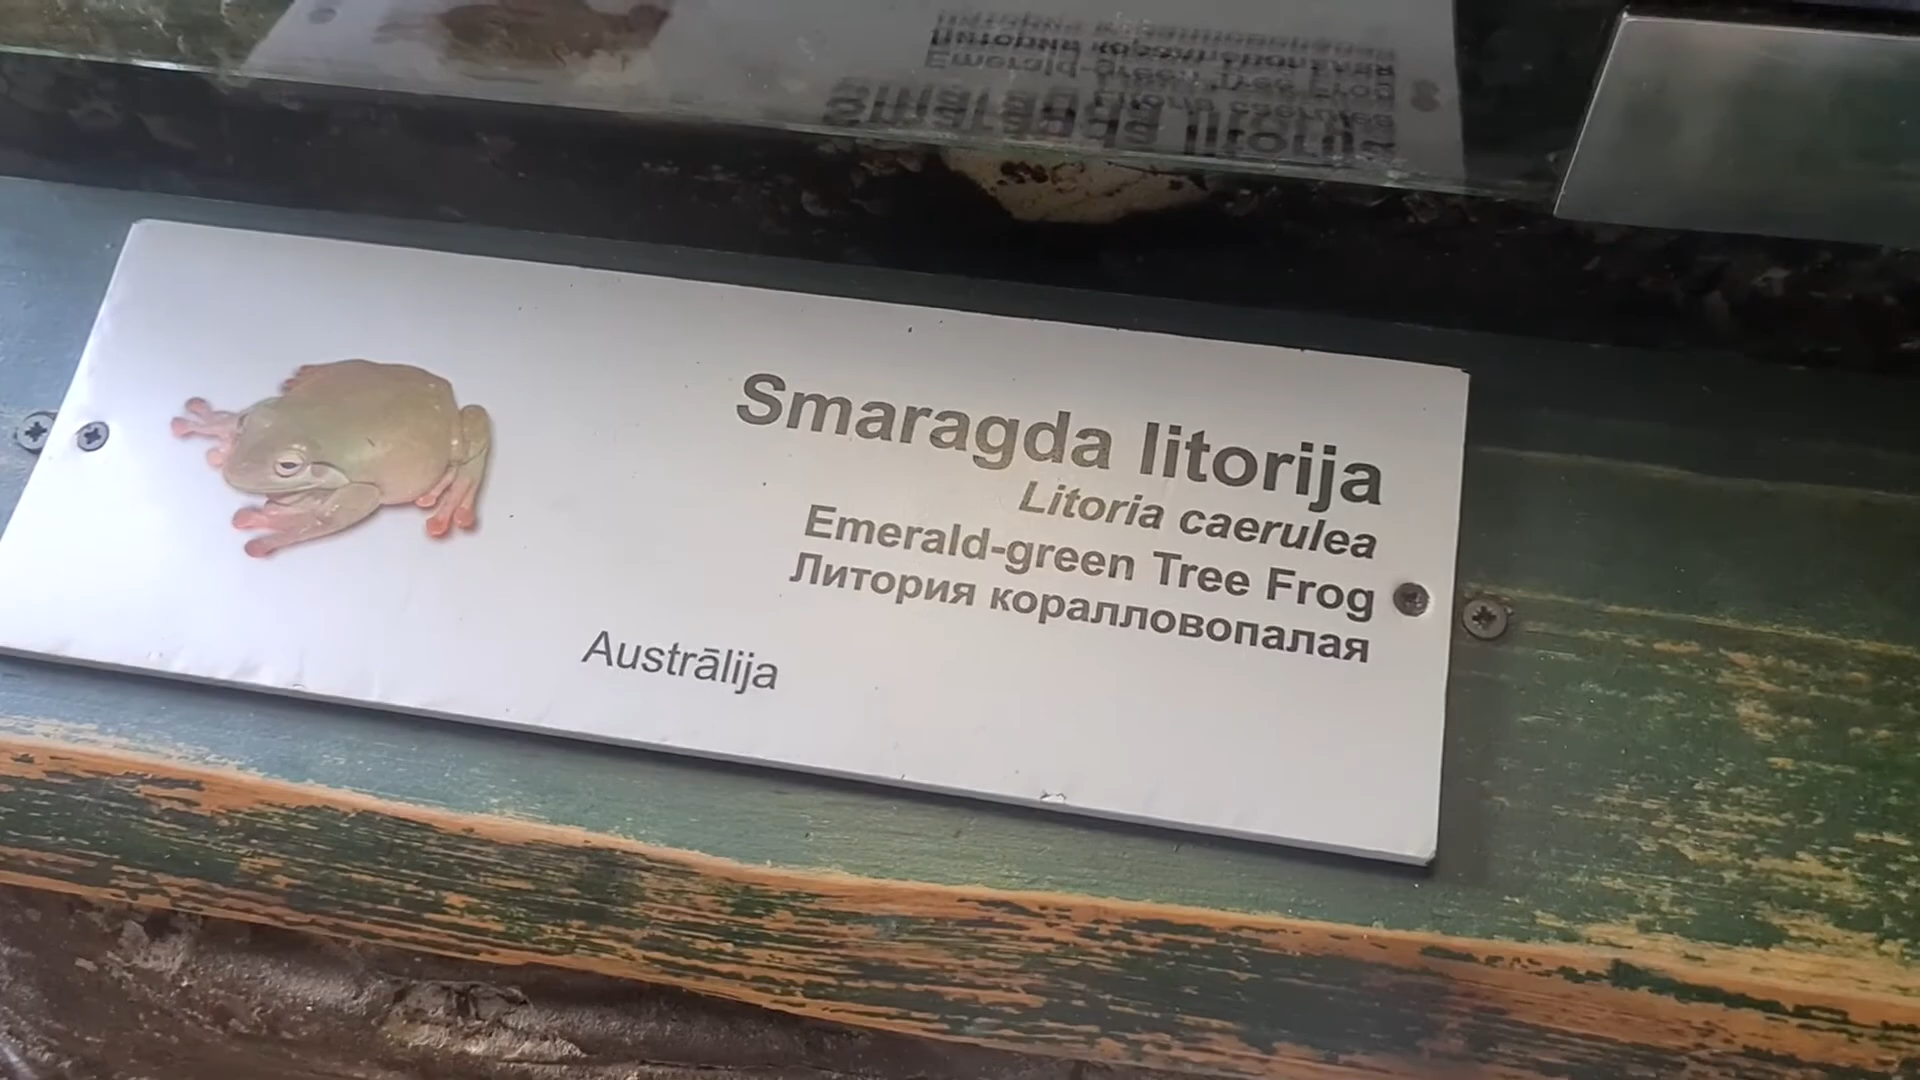 Smaragda litorija
Litoria caerulea
Emerald-green Tree Frog
Литория коралловопалая
Austrālija